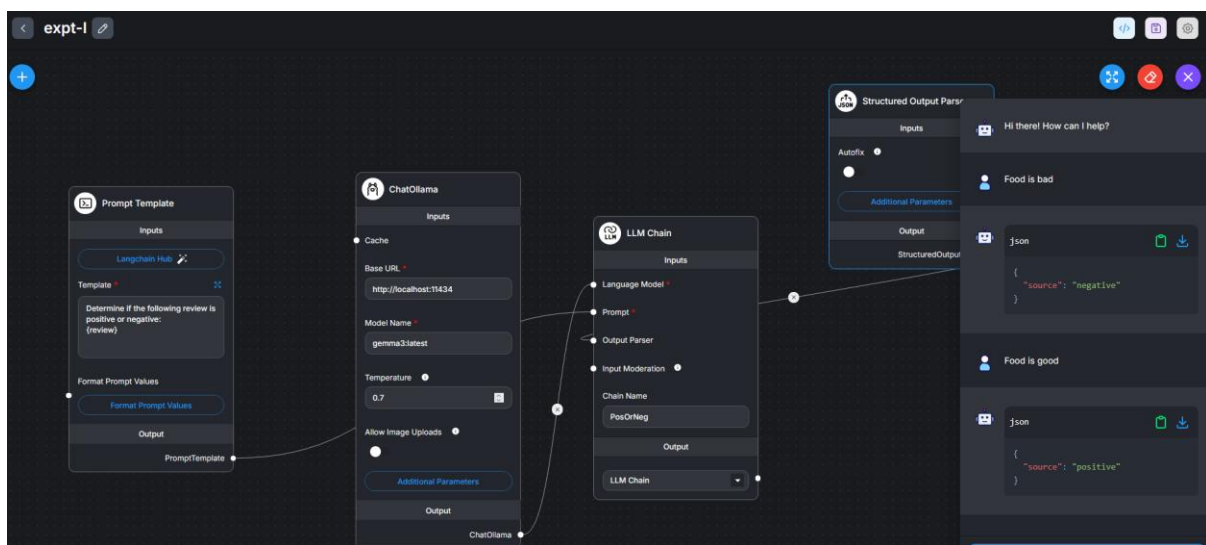 expt-I
Prompt Template
Inputs
Langchain Hub
Template *
Determine if the following review is
positive or negative:
{review}
Format Prompt Values
Format Prompt Values
Output
PromptTemplate
ChatOllama
Inputs
Cache
Base URL *
http://localhost:11434
Model Name *
gemma3:latest
Temperature
0.7
Allow Image Uploads
Additional Parameters
Output
ChatOllama
LLM
LLM Chain
Inputs
Language Model *
Prompt *
Output Parser
Input Moderation
Chain Name
PosOrNeg
Output
LLM Chain
JSON
Structured Output Parse
Inputs
Autofix
Additional Parameters
Output
StructuredOutput
Hi there! How can I help?
Food is bad
json
{
"source": "negative"
}
Food is good
json
{
"source": "positive"
}